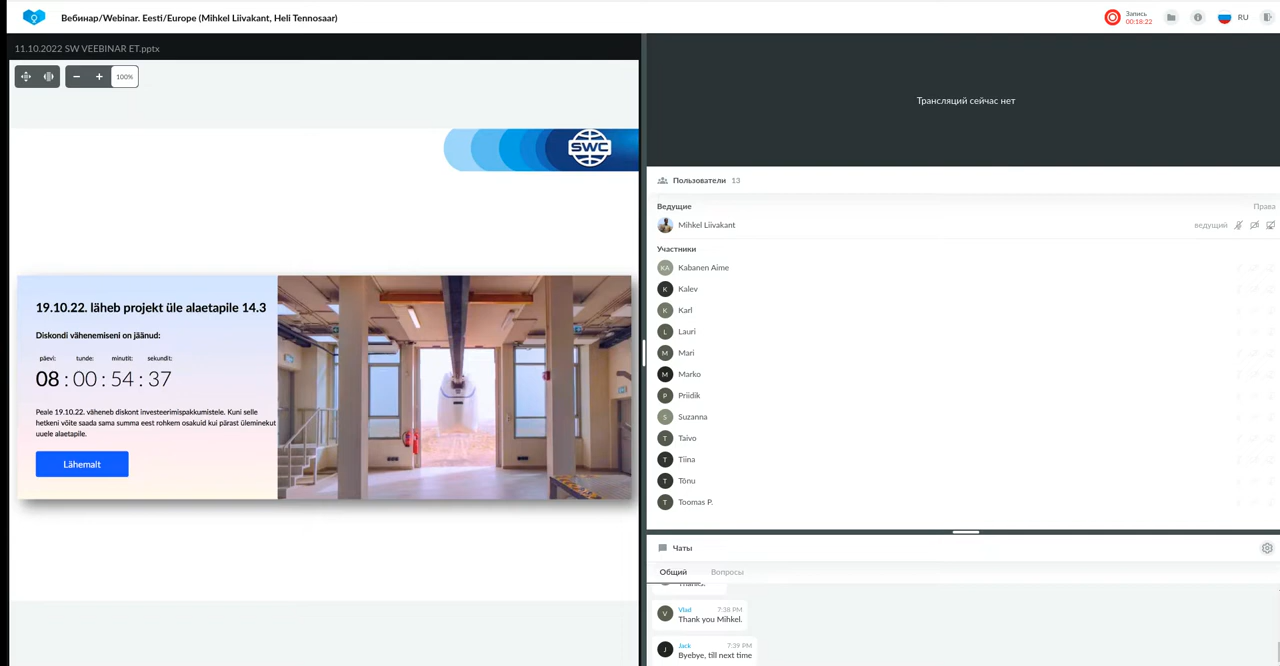 Вебинар/Webinar. Eesti/Europe (Mihkel Liivakant, Heli Tennosaar)
Запись
00:18:22
RU
11.10.2022 SW VEEBINAR ET.pptx
100%
SWC
19.10.22. läheb projekt üle alaetapile 14.3
Diskondi vähenemiseni on jäänud:
päevi: tunde: minutit: sekundit:
08 : 00 : 54 : 37
Peale 19.10.22. väheneb diskont investeerimispakkumistele. Kuni selle
hetkeni võite saada sama summa eest rohkem osakuid kui pärast üleminekut
uuele alaetapile.
Lähemalt
Трансляций сейчас нет
Пользователи 13
Ведущие Права
Mihkel Liivakant ведущий
Участники
KA Kabanen Aime
K Kalev
K Karl
L Lauri
M Mari
M Marko
P Priidik
S Suzanna
T Taivo
T Tiina
T Tõnu
T Toomas P.
Чаты
Общий Вопросы
Thanks.
V Vlad 7:38 PM
Thank you Mihkel.
J Jack 7:39 PM
Byebye, till next time